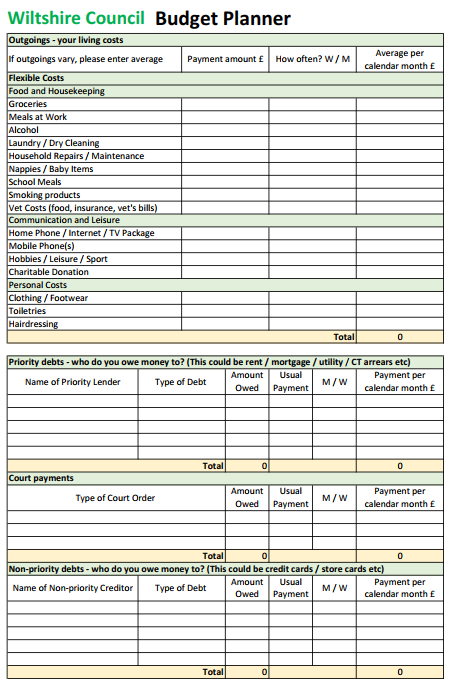 Wiltshire Council Budget Planner
Outgoings - your living costs
If outgoings vary, please enter average Payment amount £ How often? W / M Average per calendar month £
Flexible Costs
Food and Housekeeping
Groceries
Meals at Work
Alcohol
Laundry / Dry Cleaning
Household Repairs / Maintenance
Nappies / Baby Items
School Meals
Smoking products
Vet Costs (food, insurance, vet's bills)
Communication and Leisure
Home Phone / Internet / TV Package
Mobile Phone(s)
Hobbies / Leisure / Sport
Charitable Donation
Personal Costs
Clothing / Footwear
Toiletries
Hairdressing
Total 0
Priority debts - who do you owe money to? (This could be rent / mortgage / utility / CT arrears etc)
Name of Priority Lender Type of Debt Amount Owed Usual Payment M / W Payment per calendar month £
Total 0 0
Court payments
Type of Court Order Amount Owed Usual Payment M / W Payment per calendar month £
Total 0 0
Non-priority debts - who do you owe money to? (This could be credit cards / store cards etc)
Name of Non-priority Creditor Type of Debt Amount Owed Usual Payment M / W Payment per calendar month £
Total 0 0